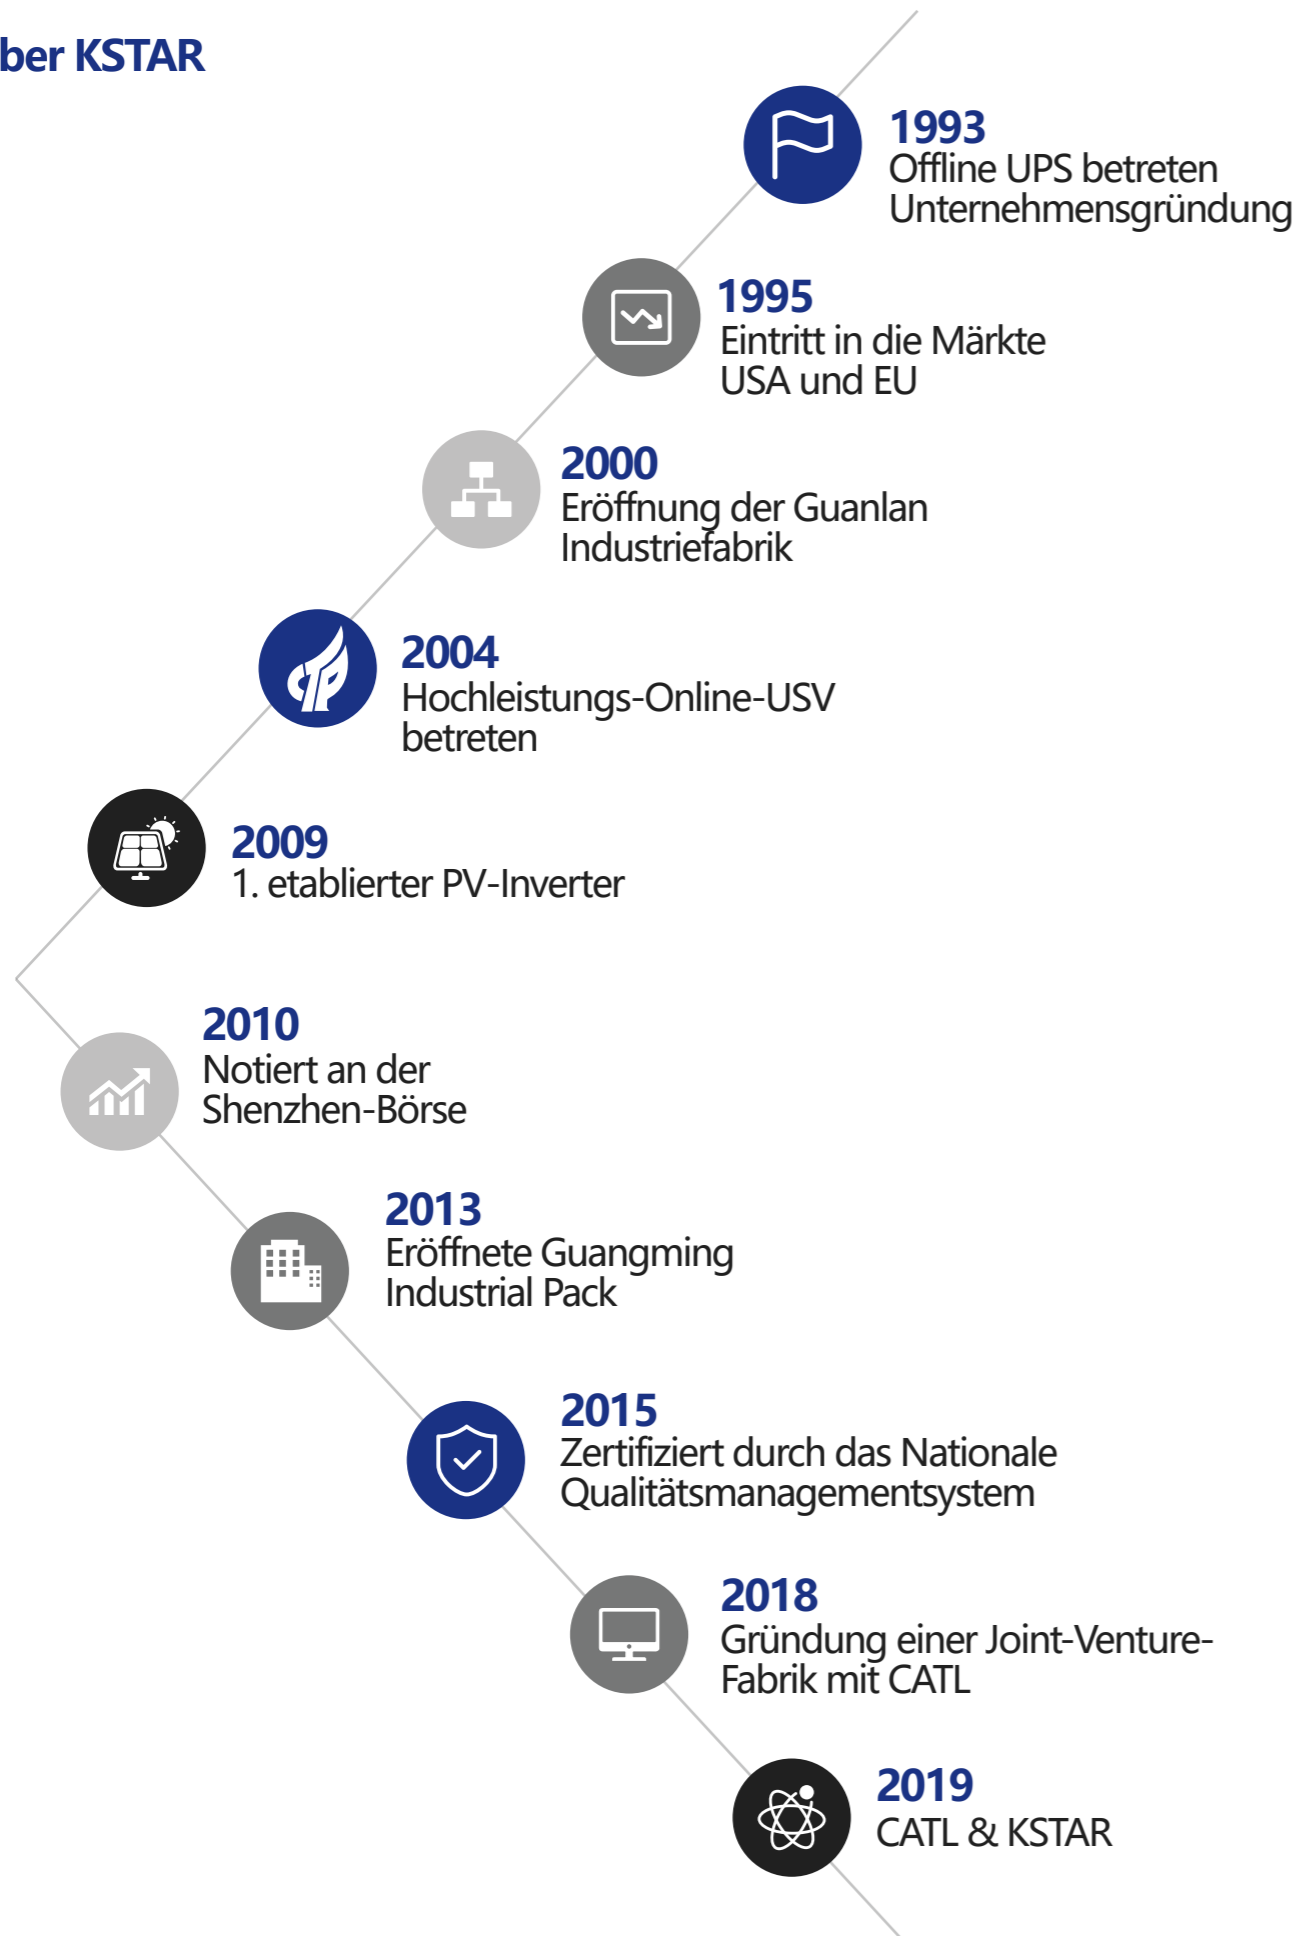 ber KSTAR
1993
Offline UPS betreten
Unternehmensgründung
1995
Eintritt in die Märkte
USA und EU
2000
Eröffnung der Guanlan
Industriefabrik
2004
Hochleistungs-Online-USV
betreten
2009
1. etablierter PV-Inverter
2010
Notiert an der
Shenzhen-Börse
2013
Eröffnete Guangming
Industrial Pack
2015
Zertifiziert durch das Nationale
Qualitätsmanagementsystem
2018
Gründung einer Joint-Venture-
Fabrik mit CATL
2019
CATL & KSTAR